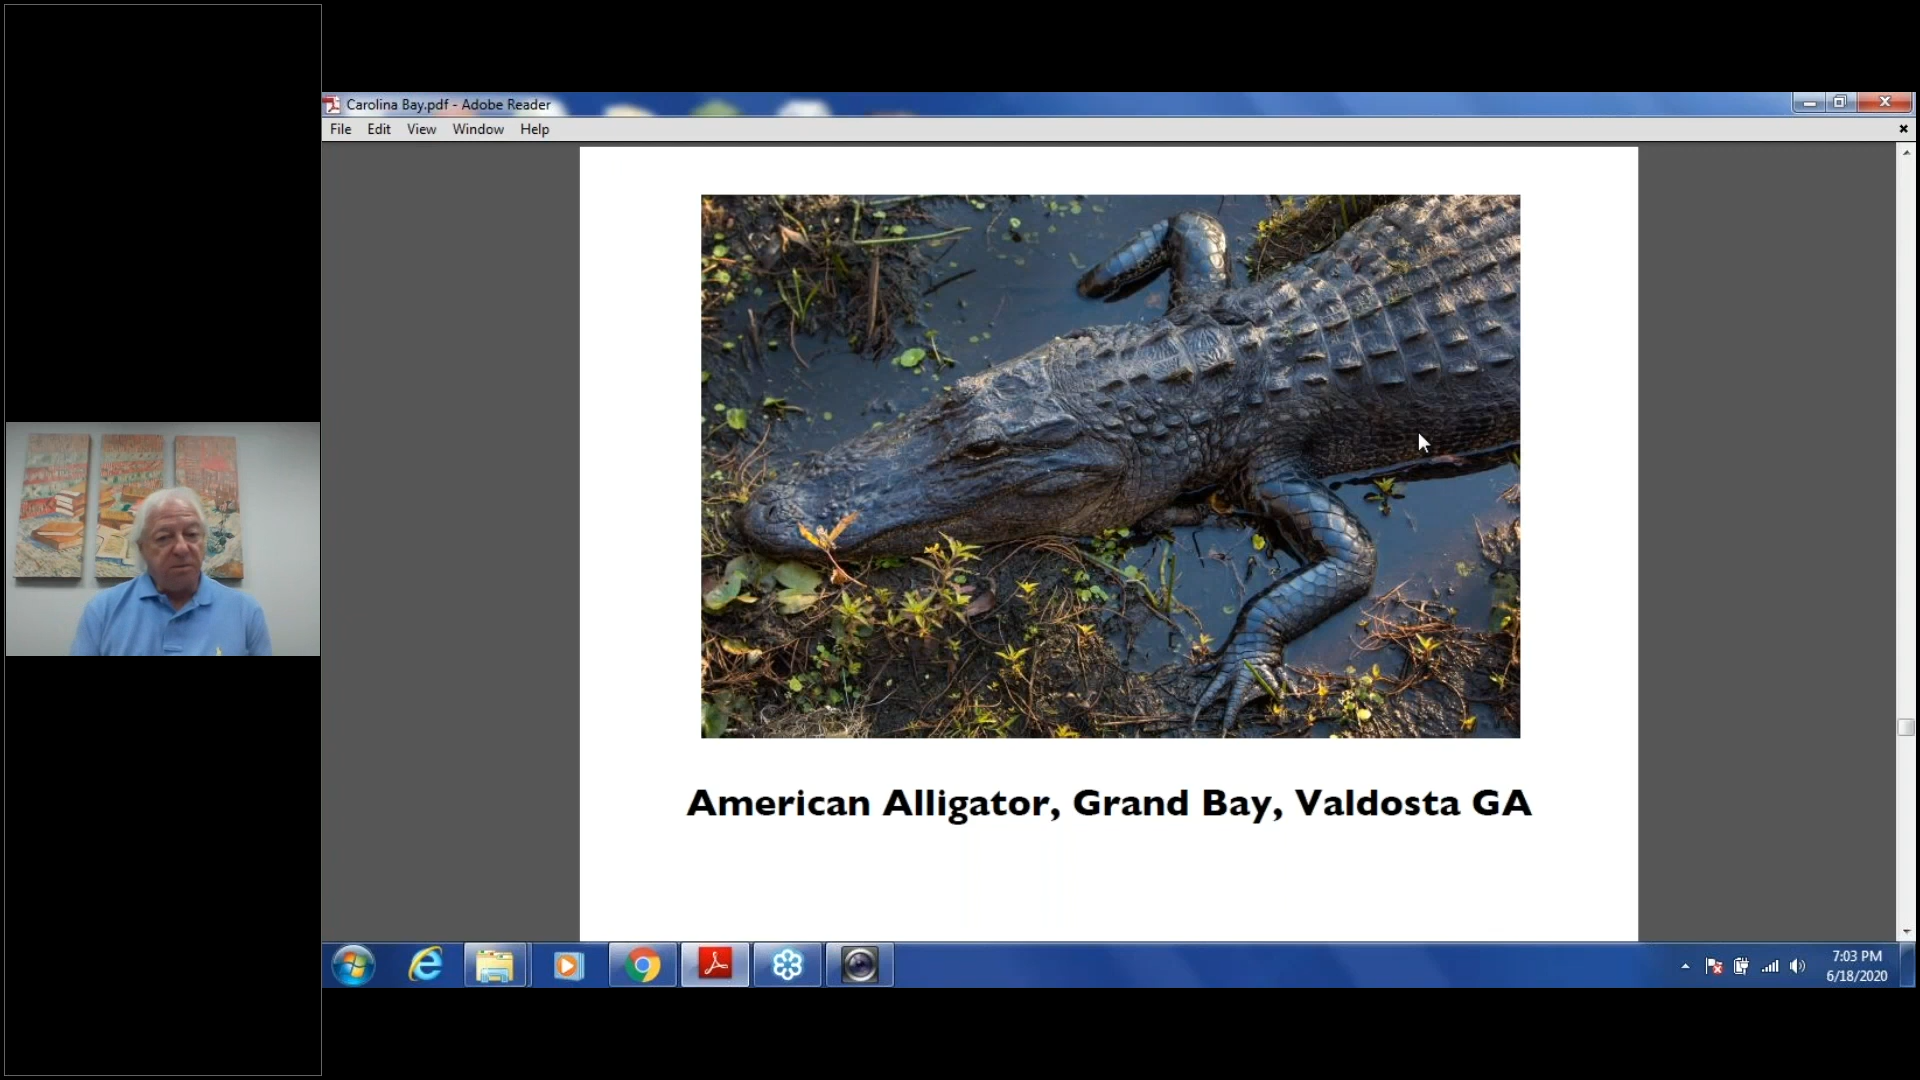 Carolina Bay.pdf - Adobe Reader
File Edit View Window Help
American Alligator, Grand Bay, Valdosta GA
7:03 PM
6/18/2020